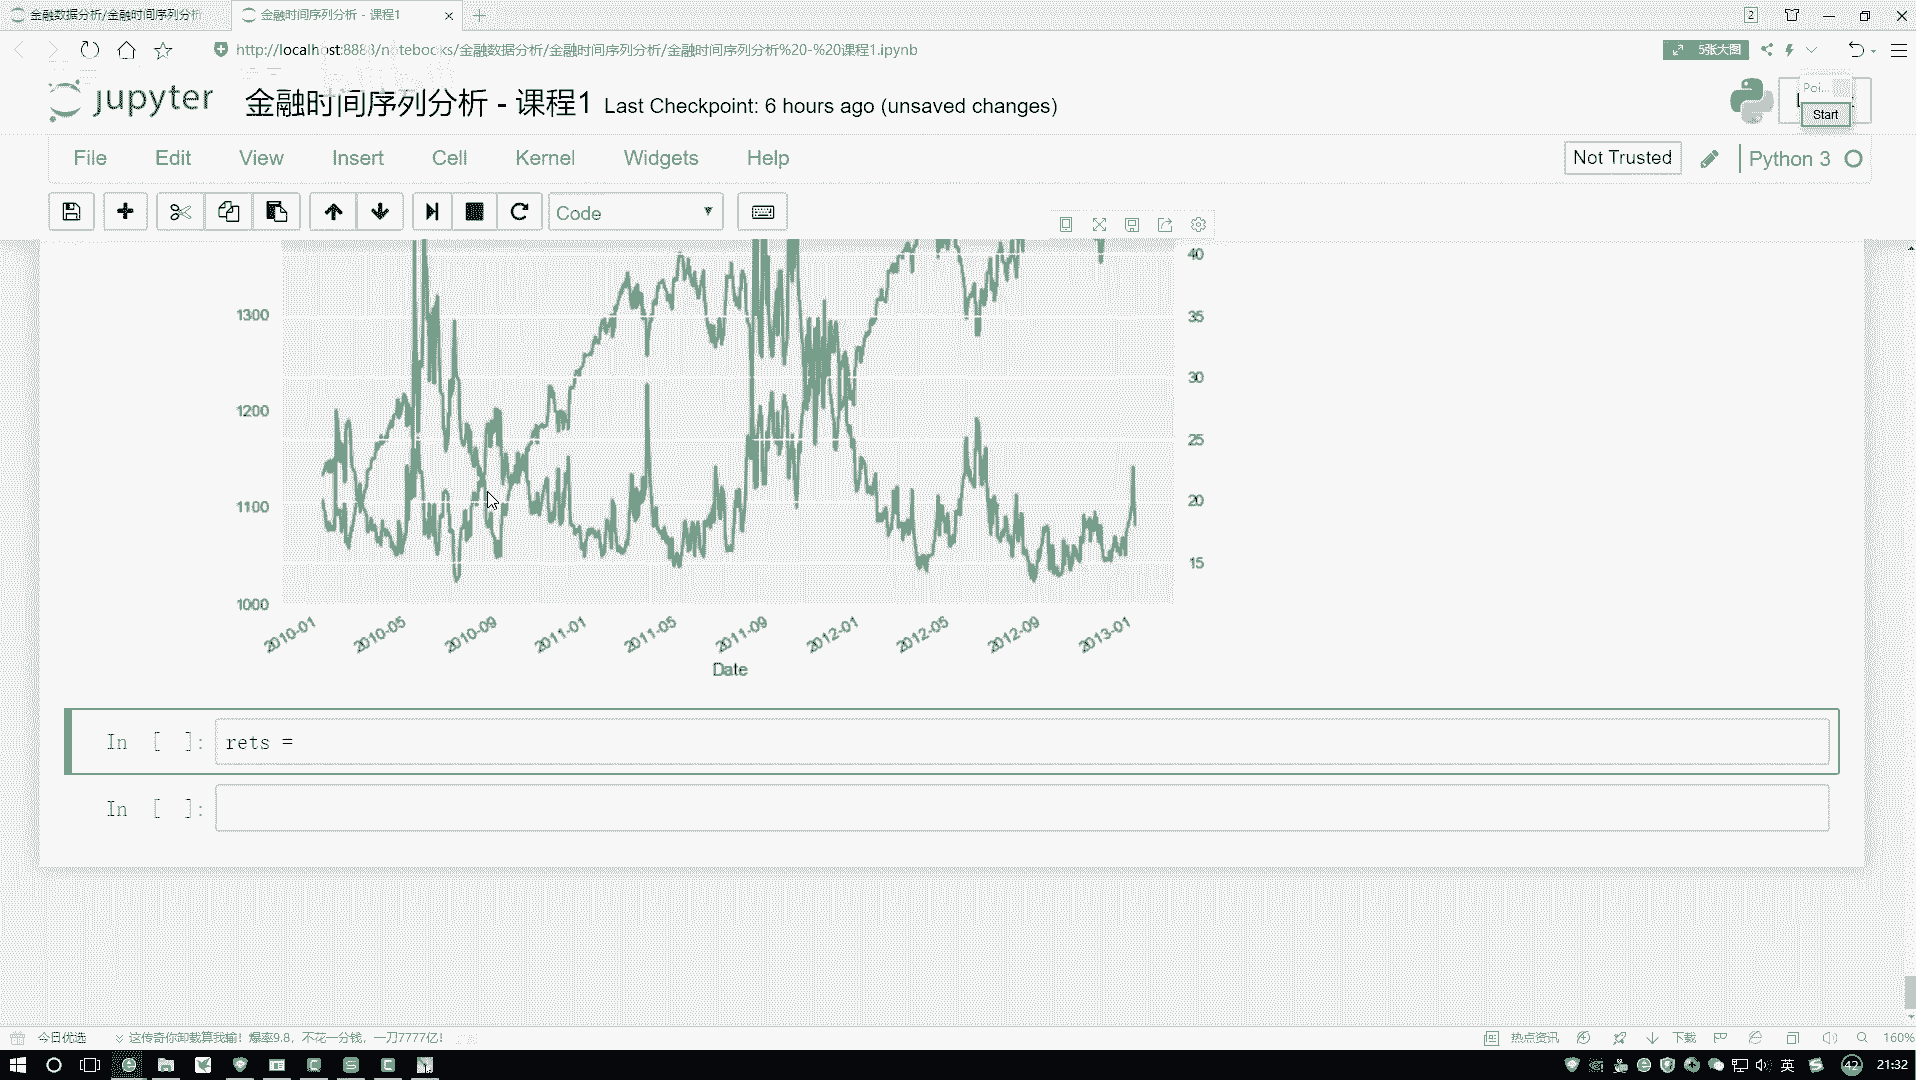 金融数据分析/金融时间序列分析
金融时间序列分析 - 课程1
2
http://localhost:8888/notebooks/金融数据分析/金融时间序列分析/金融时间序列分析%20-%20课程1.ipynb
5张大图
jupyter
金融时间序列分析 - 课程1
Last Checkpoint: 6 hours ago (unsaved changes)
Poi...
Start
File
Edit
View
Insert
Cell
Kernel
Widgets
Help
Not Trusted
Python 3
Code
40
1300
35
30
1200
25
1100
20
15
1000
2010-01
2010-05
2010-09
2011-01
2011-05
2011-09
2012-01
2012-05
2012-09
2013-01
Date
In [ ]:
rets =
In [ ]:
今日优选
这传奇你卸载算我输！爆率9.8，不花一分钱，一刀7777亿！
热点资讯
下载
160%
英
42
21:32